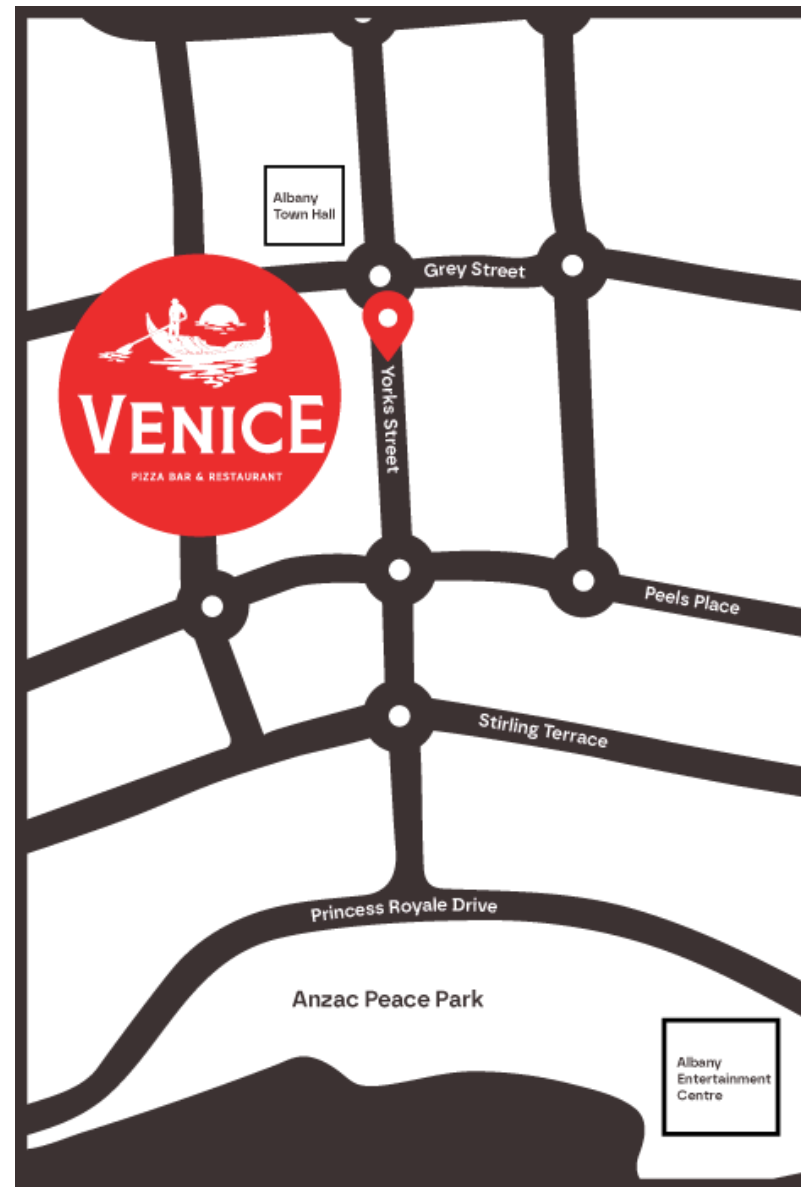 Albany
Town Hall
Grey Street
VENICE
PIZZA BAR & RESTAURANT
Yorks Street
Peels Place
Stirling Terrace
Princess Royale Drive
Anzac Peace Park
Albany
Entertainment
Centre